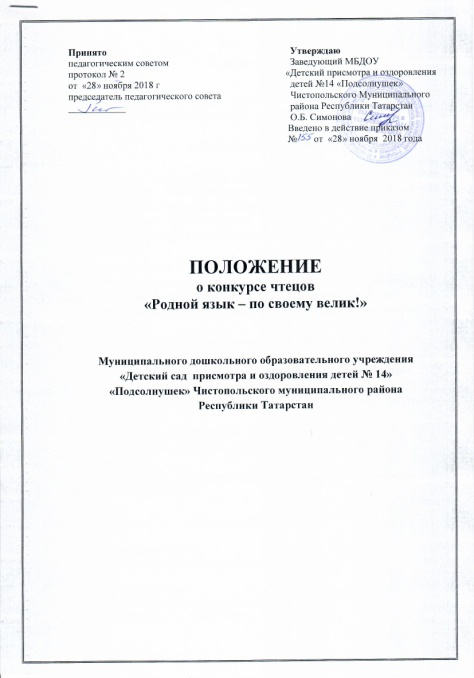 Принято
педагогическим советом
протокол № 2
от «28» ноября 2018 г
председатель педагогического совета
Утверждаю
Заведующий МБДОУ
«Детский присмотра и оздоровления
детей №14 «Подсолнушек»
Чистопольского Муниципального
района Республики Татарстан
О.Б. Симонова
Введено в действие приказом
№155 от «28» ноября 2018 года
ПОЛОЖЕНИЕ
о конкурсе чтецов
«Родной язык – по своему велик!»
Муниципального дошкольного образовательного учреждения
«Детский сад присмотра и оздоровления детей № 14»
«Подсолнушек» Чистопольского муниципального района
Республики Татарстан